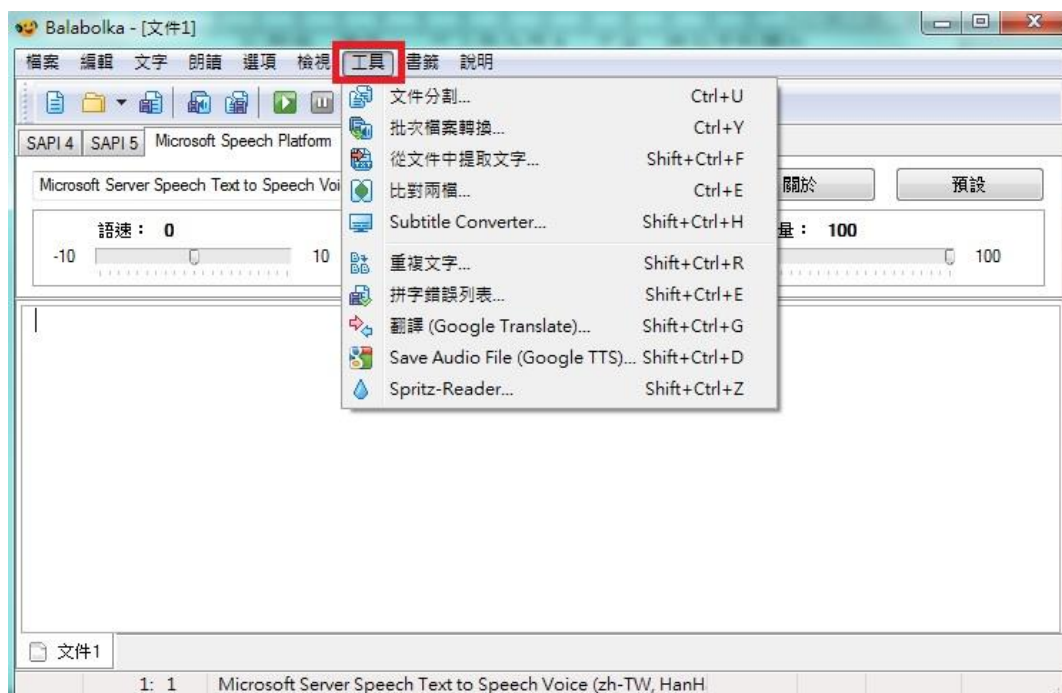 Balabolka - [文件1]
檔案 編輯 文字 朗讀 選項 檢視 工具 書籤 說明
文件分割... Ctrl+U
批次檔案轉換... Ctrl+Y
從文件中提取文字... Shift+Ctrl+F
比對兩檔... Ctrl+E
Subtitle Converter... Shift+Ctrl+H
重複文字... Shift+Ctrl+R
拼字錯誤列表... Shift+Ctrl+E
翻譯 (Google Translate)... Shift+Ctrl+G
Save Audio File (Google TTS)... Shift+Ctrl+D
Spritz-Reader... Shift+Ctrl+Z
SAPI 4 SAPI 5 Microsoft Speech Platform
Microsoft Server Speech Text to Speech Voi 關於 預設
語速： 0 量： 100
-10 10 100
文件1
1: 1 Microsoft Server Speech Text to Speech Voice (zh-TW, HanH